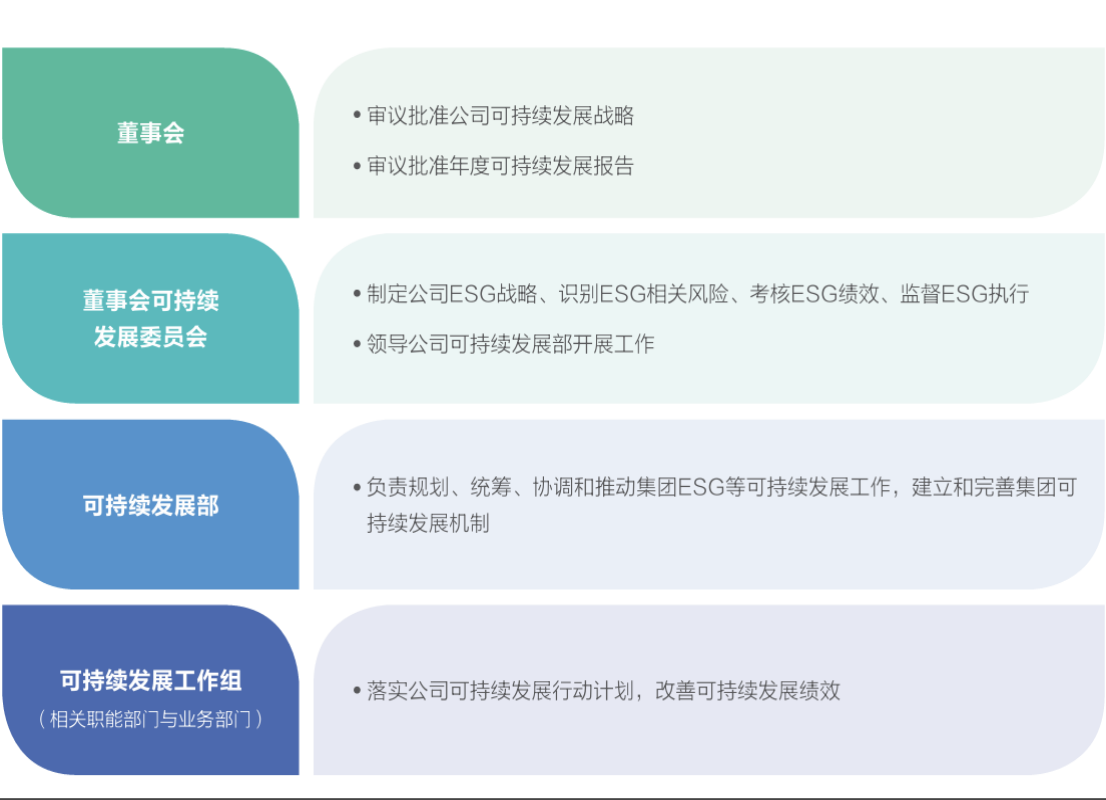 董事会
• 审议批准公司可持续发展战略
• 审议批准年度可持续发展报告
董事会可持续
发展委员会
• 制定公司ESG战略、识别ESG相关风险、考核ESG绩效、监督ESG执行
• 领导公司可持续发展部开展工作
可持续发展部
• 负责规划、统筹、协调和推动集团ESG等可持续发展工作，建立和完善集团可
持续发展机制
可持续发展工作组
（相关职能部门与业务部门）
• 落实公司可持续发展行动计划，改善可持续发展绩效